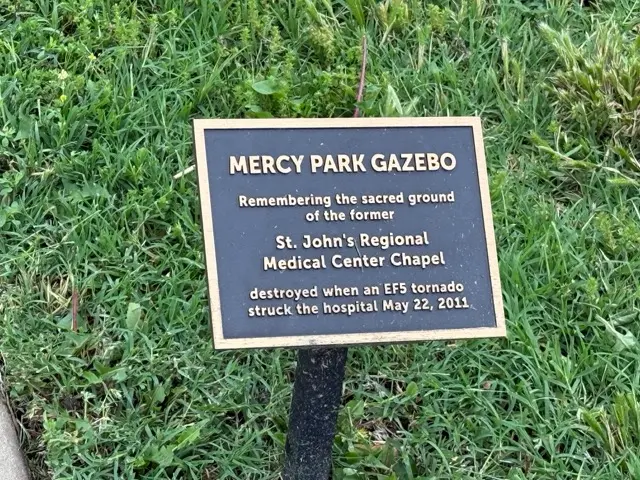 MERCY PARK GAZEBO
Remembering the sacred ground
of the former
St. John's Regional
Medical Center Chapel
destroyed when an EF5 tornado
struck the hospital May 22, 2011